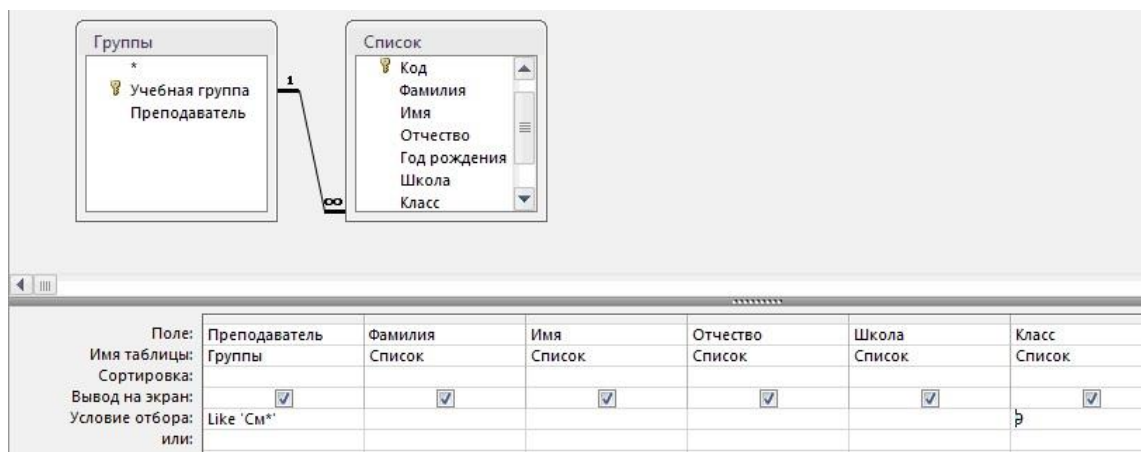 Группы
*
Учебная группа
Преподаватель
1
∞
Список
Код
Фамилия
Имя
Отчество
Год рождения
Школа
Класс
Поле: Преподаватель Фамилия Имя Отчество Школа Класс
Имя таблицы: Группы Список Список Список Список Список
Сортировка:
Вывод на экран:
Условие отбора: Like 'См*'
или: